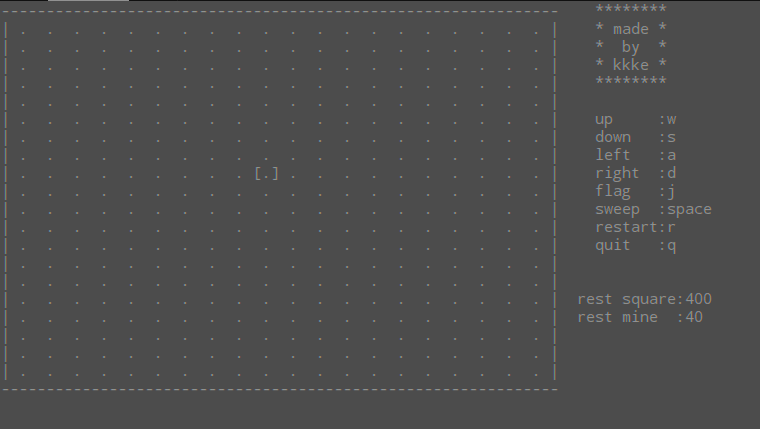 ********
* made *
* by *
* kkke *
********
up :w
down :s
left :a
right :d
[.]
flag :j
sweep :space
restart:r
quit :q
rest square:400
rest mine :40